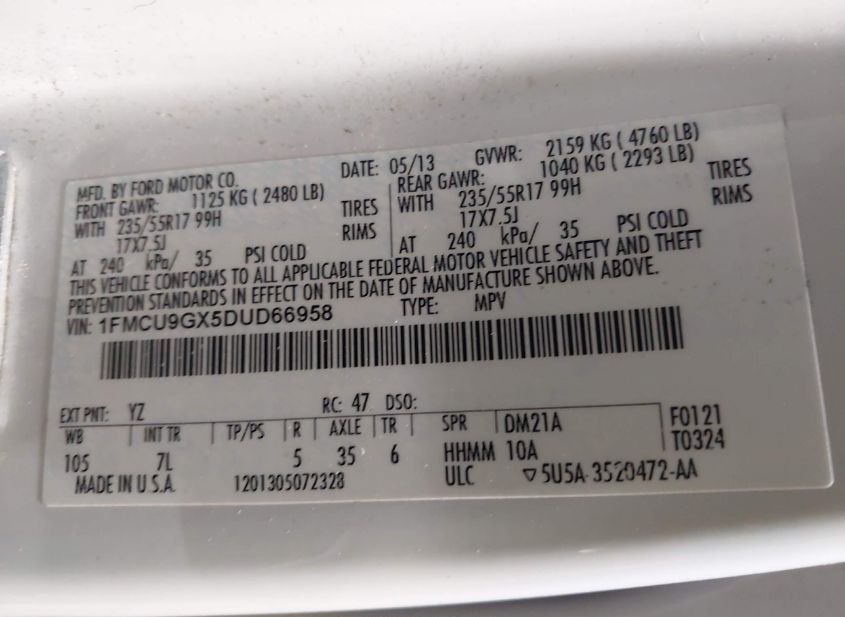 MFD. BY FORD MOTOR CO. DATE: 05/13 GVWR: 2159 KG ( 4760 LB)
FRONT GAWR: 1125 KG ( 2480 LB) REAR GAWR: 1040 KG ( 2293 LB)
WITH 235/55R17 99H TIRES WITH 235/55R17 99H TIRES
17X7.5J RIMS 17X7.5J RIMS
AT 240 kPa/ 35 PSI COLD AT 240 kPa/ 35 PSI COLD
THIS VEHICLE CONFORMS TO ALL APPLICABLE FEDERAL MOTOR VEHICLE SAFETY AND THEFT
PREVENTION STANDARDS IN EFFECT ON THE DATE OF MANUFACTURE SHOWN ABOVE.
VIN: 1FMCU9GX5DUD66958 TYPE: MPV
EXT PNT: YZ RC: 47 DSO:
WB INT TR TP/PS R AXLE TR SPR DM21A F0121
105 7L 5 35 6 HHMM 10A T0324
MADE IN U.S.A. 1201305072328 ULC ▽5U5A-3520472-AA